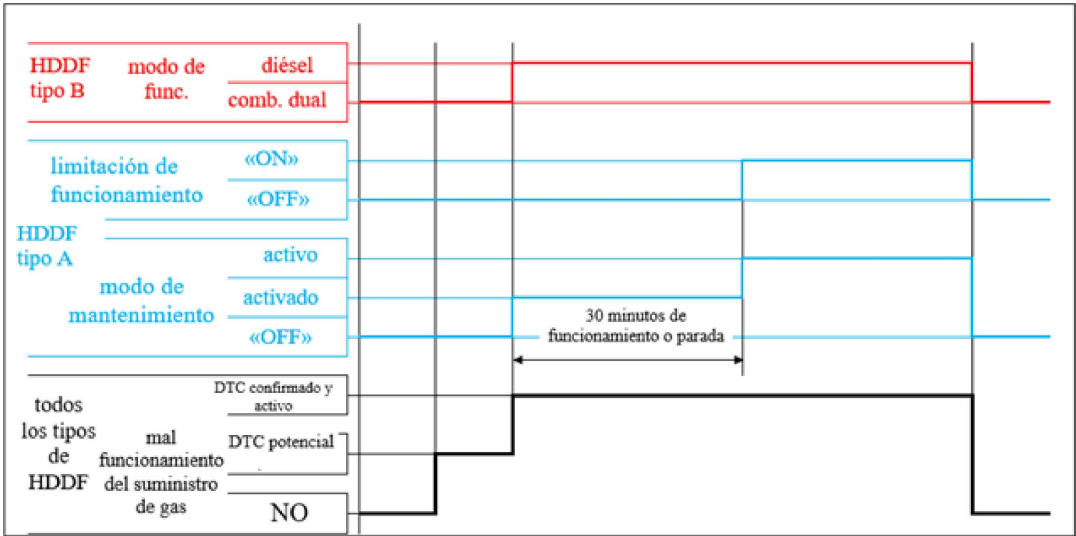 HDDF
tipo B
modo de
func.
diésel
comb. dual
limitación de
funcionamiento
«ON»
«OFF»
HDDF
tipo A
modo de
mantenimiento
activo
activado
«OFF»
30 minutos de
funcionamiento o parada
todos
los tipos
de
HDDF
mal
funcionamiento
del suministro
de gas
DTC confirmado y
activo
DTC potencial
NO